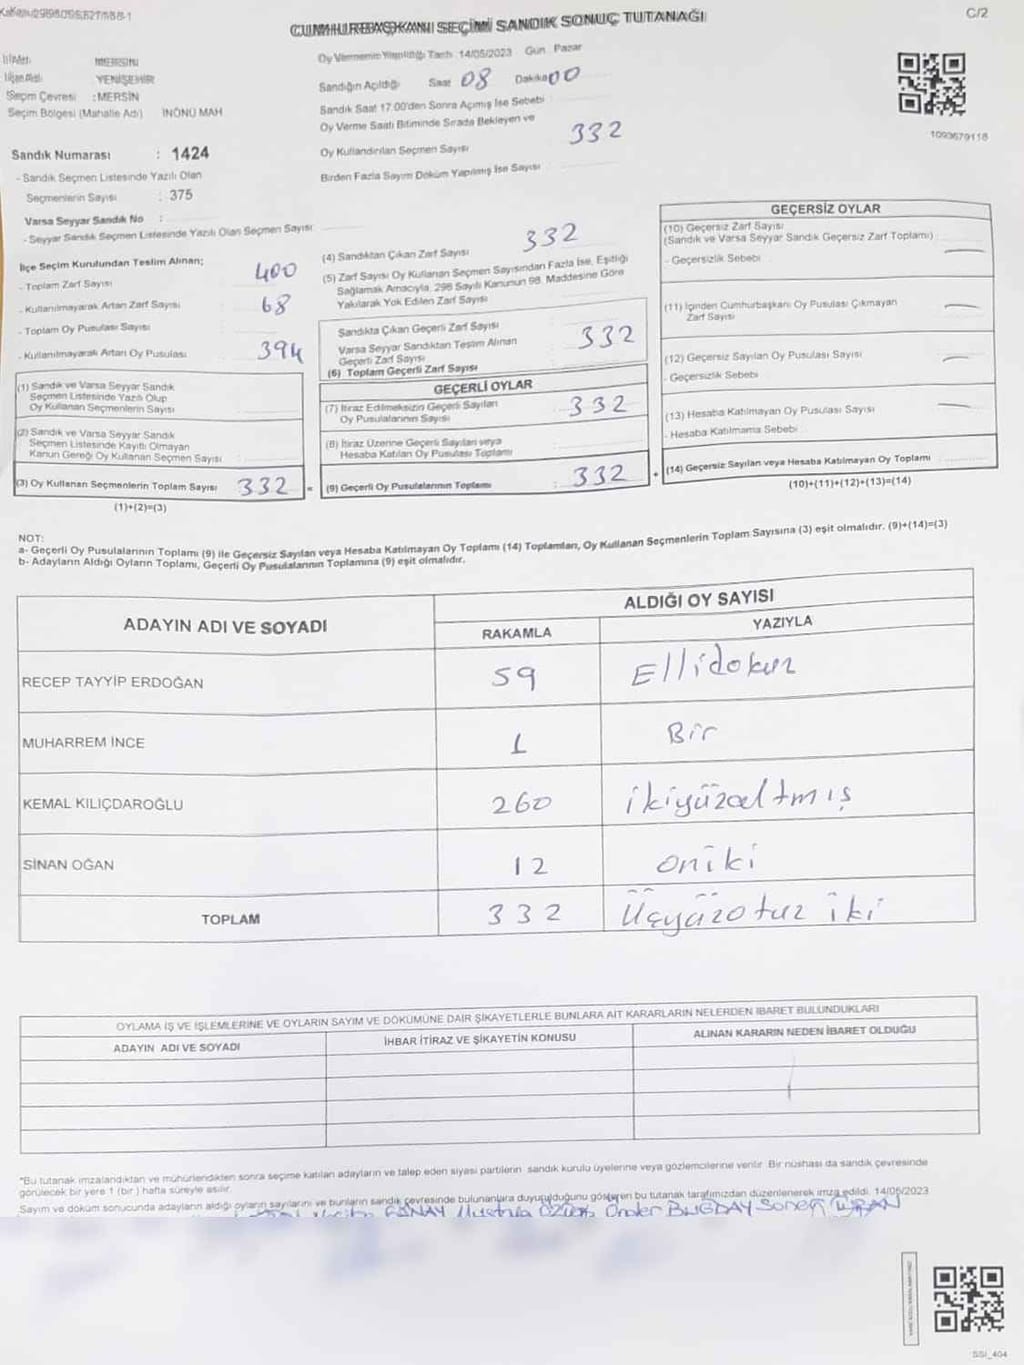 CUMHURBAŞKANI SEÇİMİ SANDIK SONUÇ TUTANAĞI
C/2
İli Adı: MERSİN
İlçe Adı: YENİŞEHİR
Seçim Çevresi : MERSİN
Seçim Bölgesi (Mahalle Adı) İNÖNÜ MAH
Sandık Numarası : 1424
- Sandık Seçmen Listesinde Yazılı Olan
Seçmenlerin Sayısı : 375
Varsa Seyyar Sandık No :
- Seyyar Sandık Seçmen Listesinde Yazılı Olan Seçmen Sayısı
Oy Vermenin Yapıldığı Tarih 14/05/2023 Gün Pazar
Sandığın Açıldığı Saat 08 Dakika 00
Sandık Saat 17.00'den Sonra Açımış İse Sebebi
Oy Verme Saati Bitiminde Sırada Bekleyen ve
Oy Kullandırılan Seçmen Sayısı 332
Birden Fazla Sayım Döküm Yapılmış İse Sayısı
1093679118
İlçe Seçim Kurulundan Teslim Alınan;
- Toplam Zarf Sayısı 400
- Kullanılmayarak Artan Zarf Sayısı 68
- Toplam Oy Pusulası Sayısı
- Kullanılmayarak Artan Oy Pusulası 394
(1) Sandık ve Varsa Seyyar Sandık
Seçmen Listesinde Yazılı Olup
Oy Kullanan Seçmenlerin Sayısı
(2) Sandık ve Varsa Seyyar Sandık
Seçmen Listesinde Kayıtlı Olmayan
Kanun Gereği Oy Kullanan Seçmen Sayısı
(3) Oy Kullanan Seçmenlerin Toplam Sayısı 332 =
(1)+(2)=(3)
(4) Sandıktan Çıkan Zarf Sayısı 332
(5) Zarf Sayısı Oy Kullanan Seçmen Sayısından Fazla İse, Eşitliği
Sağlamak Amacıyla, 298 Sayılı Kanunun 98. Maddesine Göre
Yakılarak Yok Edilen Zarf Sayısı
Sandıkta Çıkan Geçerli Zarf Sayısı
Varsa Seyyar Sandıktan Teslim Alınan
Geçerli Zarf Sayısı
(6) Toplam Geçerli Zarf Sayısı 332
GEÇERLİ OYLAR
(7) İtiraz Edilmeksizin Geçerli Sayılan
Oy Pusulalarının Sayısı 332
(8) İtiraz Üzerine Geçerli Sayılan veya
Hesaba Katılan Oy Pusulası Toplamı
(9) Geçerli Oy Pusulalarının Toplamı : 332 +
GEÇERSİZ OYLAR
(10) Geçersiz Zarf Sayısı
(Sandık ve Varsa Seyyar Sandık Geçersiz Zarf Toplamı)
- Geçersizlik Sebebi
(11) İçinden Cumhurbaşkanı Oy Pusulası Çıkmayan
Zarf Sayısı
(12) Geçersiz Sayılan Oy Pusulası Sayısı
- Geçersizlik Sebebi
(13) Hesaba Katılmayan Oy Pusulası Sayısı
- Hesaba Katılmama Sebebi
(14) Geçersiz Sayılan veya Hesaba Katılmayan Oy Toplamı
(10)+(11)+(12)+(13)=(14)
NOT:
a- Geçerli Oy Pusulalarının Toplamı (9) ile Geçersiz Sayılan veya Hesaba Katılmayan Oy Toplamı (14) Toplamları, Oy Kullanan Seçmenlerin Toplam Sayısına (3) eşit olmalıdır. (9)+(14)=(3)
b- Adayların Aldığı Oyların Toplamı, Geçerli Oy Pusulalarının Toplamına (9) eşit olmalıdır.
ADAYIN ADI VE SOYADI ALDIĞI OY SAYISI
RAKAMLA YAZIYLA
RECEP TAYYİP ERDOĞAN 59 Ellidokuz
MUHARREM İNCE 1 Bir
KEMAL KILIÇDAROĞLU 260 ikiyüzaltmış
SİNAN OĞAN 12 oniki
TOPLAM 332 Üçyüzotuz iki
OYLAMA İŞ VE İŞLEMLERİNE VE OYLARIN SAYIM VE DÖKÜMÜNE DAİR ŞİKAYETLERLE BUNLARA AİT KARARLARIN NELERDEN İBARET BULUNDUKLARI
ADAYIN ADI VE SOYADI İHBAR İTİRAZ VE ŞİKAYETİN KONUSU ALINAN KARARIN NEDEN İBARET OLDUĞU
*Bu tutanak imzalandıktan ve mühürlendikten sonra seçime katılan adayların ve talep eden siyasi partilerin sandık kurulu üyelerine veya gözlemcilerine verilir. Bir nüshası da sandık çevresinde
görülecek bir yere 1 (bir) hafta süreyle asılır.
Sayım ve döküm sonucunda adayların aldığı oyların sayılarını ve bunların sandık çevresinde bulunanlara duyurulduğunu gösteren bu tutanak tarafımızdan düzenlenerek imza edildi. 14/05/2023
Mustafa Önder BUĞDAY Soner
SSI_404